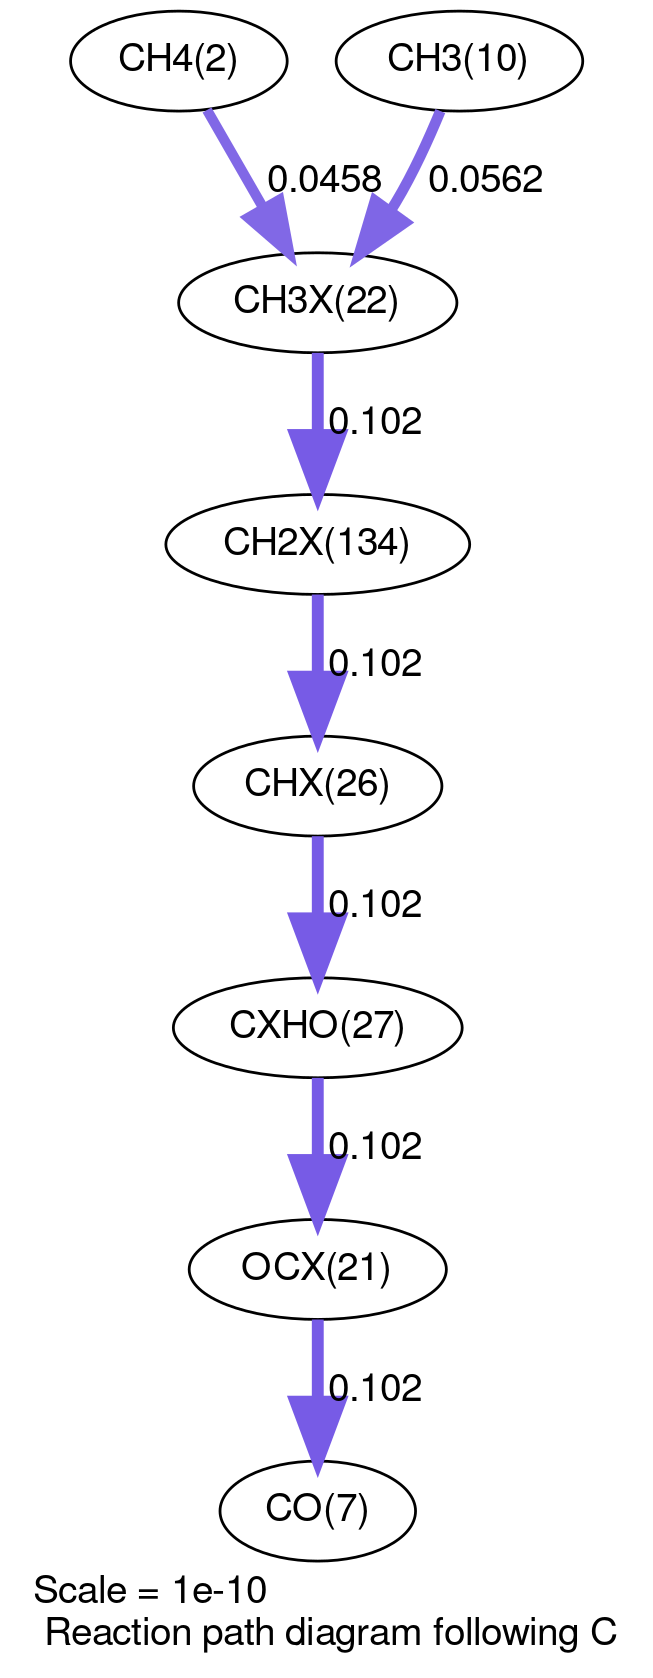 CH4(2)
CH3(10)
0.0458
0.0562
CH3X(22)
0.102
CH2X(134)
0.102
CHX(26)
0.102
CXHO(27)
0.102
OCX(21)
0.102
CO(7)
Scale = 1e-10
Reaction path diagram following C